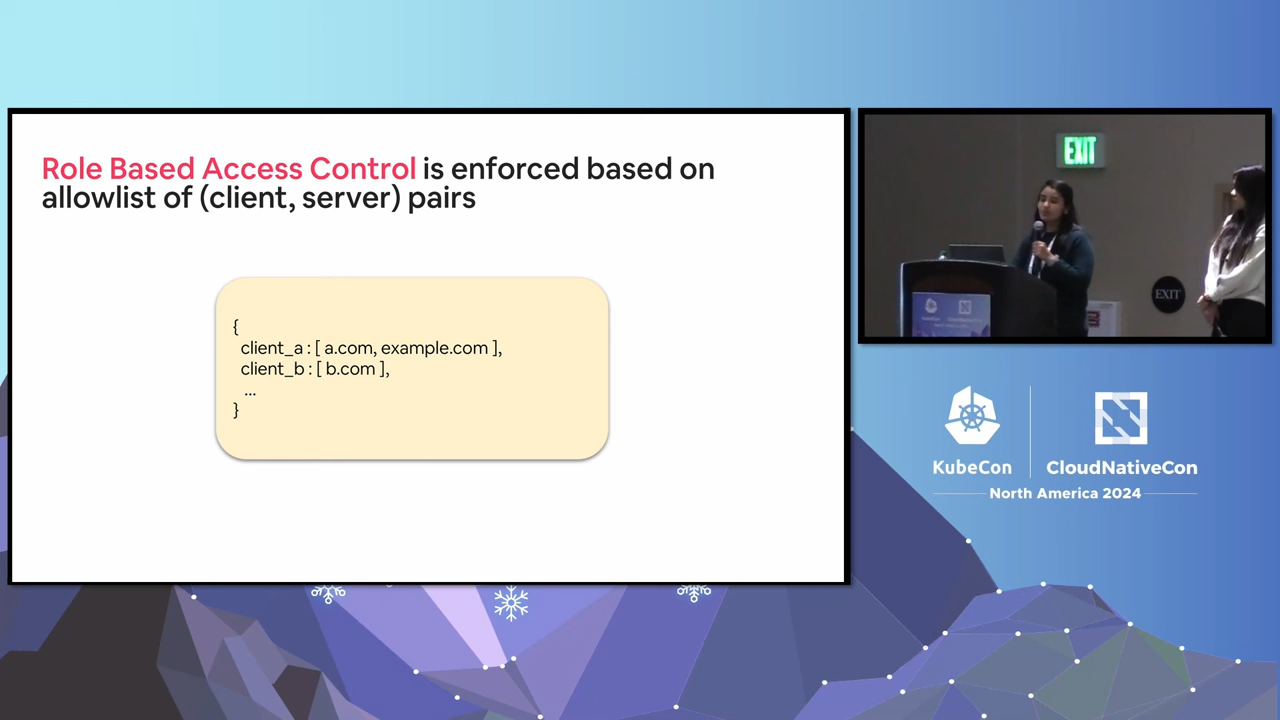 Role Based Access Control is enforced based on
allowlist of (client, server) pairs
{
client_a : [ a.com, example.com ],
client_b : [ b.com ],
...
}
EXIT
EXIT
KubeCon
CloudNativeCon
North America 2024